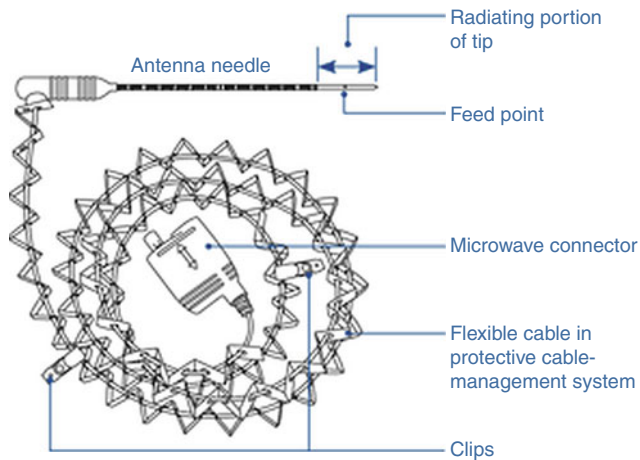 Radiating portion
of tip
Antenna needle
Feed point
Microwave connector
Flexible cable in
protective cable-
management system
Clips